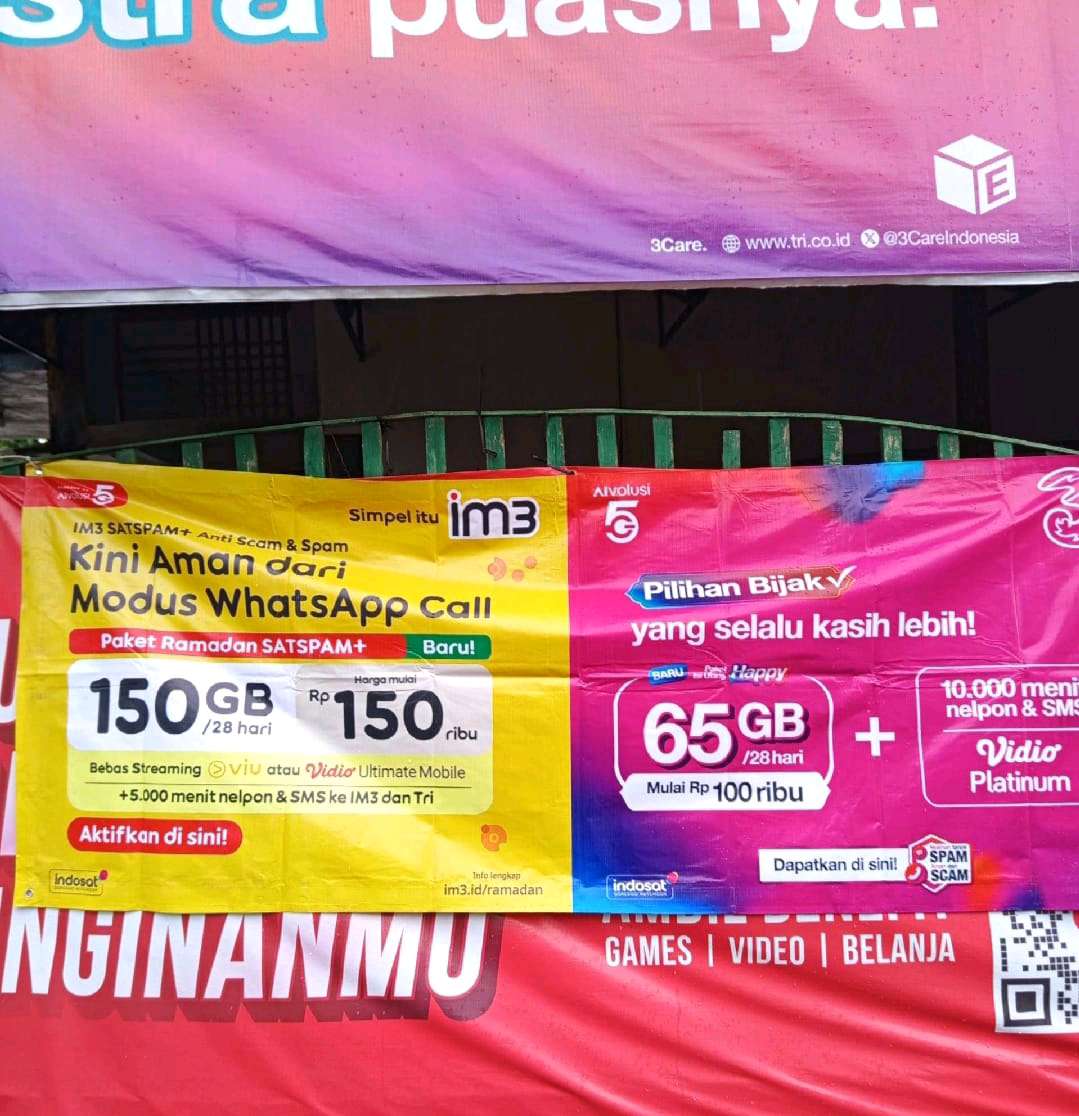 stra puasnya.
E
3Care. www.tri.co.id @3CareIndonesia
AIvolusi 5G
Simpel itu im3
IM3 SATSPAM+ Anti Scam & Spam
Kini Aman dari
Modus WhatsApp Call
Paket Ramadan SATSPAM+ Baru!
150GB /28 hari
Harga mulai
Rp 150 ribu
Bebas Streaming viu atau Vidio Ultimate Mobile
+5.000 menit nelpon & SMS ke IM3 dan Tri
Aktifkan di sini!
indosat
Info lengkap
im3.id/ramadan
AIvolusi
5G
3
Pilihan Bijak
yang selalu kasih lebih!
BARU Happy
65GB
/28 hari
Mulai Rp 100 ribu
+
10.000 menit
nelpon & SMS
Vidio
Platinum
Dapatkan di sini!
SPAM
SCAM
indosat
NGINANMU
GAMES | VIDEO | BELANJA